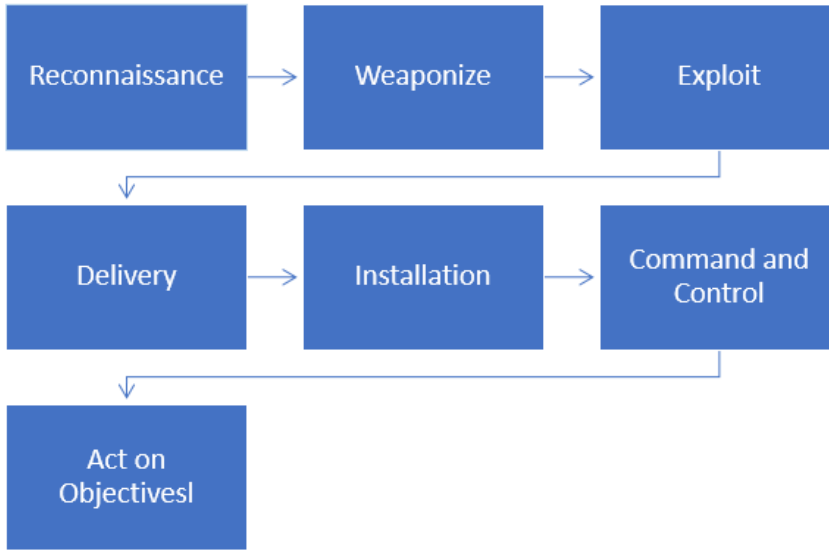 Reconnaissance
Weaponize
Exploit
Delivery
Installation
Command and
Control
Act on
Objectivesl